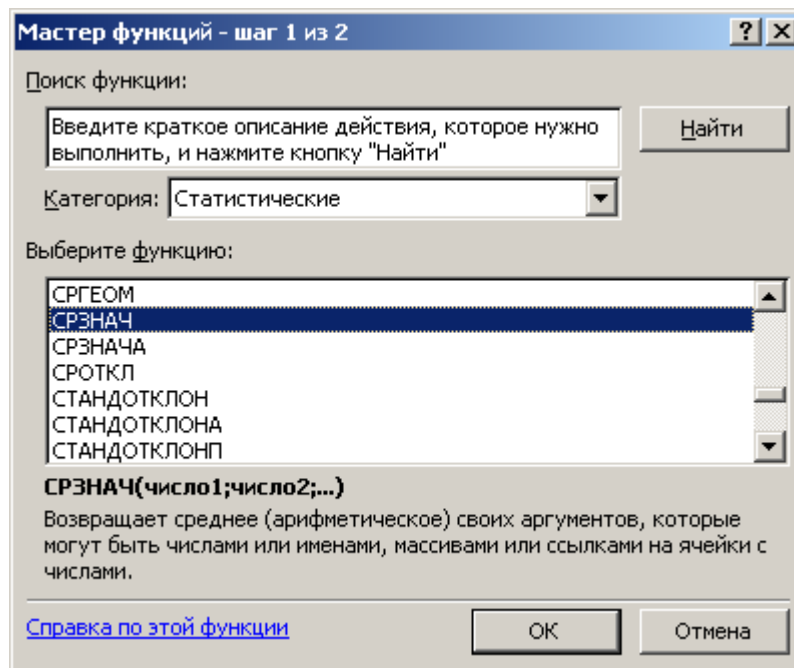 Мастер функций - шаг 1 из 2
Поиск функции:
Введите краткое описание действия, которое нужно
выполнить, и нажмите кнопку "Найти"
Найти
Категория: Статистические
Выберите функцию:
СРГЕОМ
СРЗНАЧ
СРЗНАЧА
СРОТКЛ
СТАНДОТКЛОН
СТАНДОТКЛОНА
СТАНДОТКЛОНП
СРЗНАЧ(число1;число2;...)
Возвращает среднее (арифметическое) своих аргументов, которые
могут быть числами или именами, массивами или ссылками на ячейки с
числами.
Справка по этой функции
ОК
Отмена